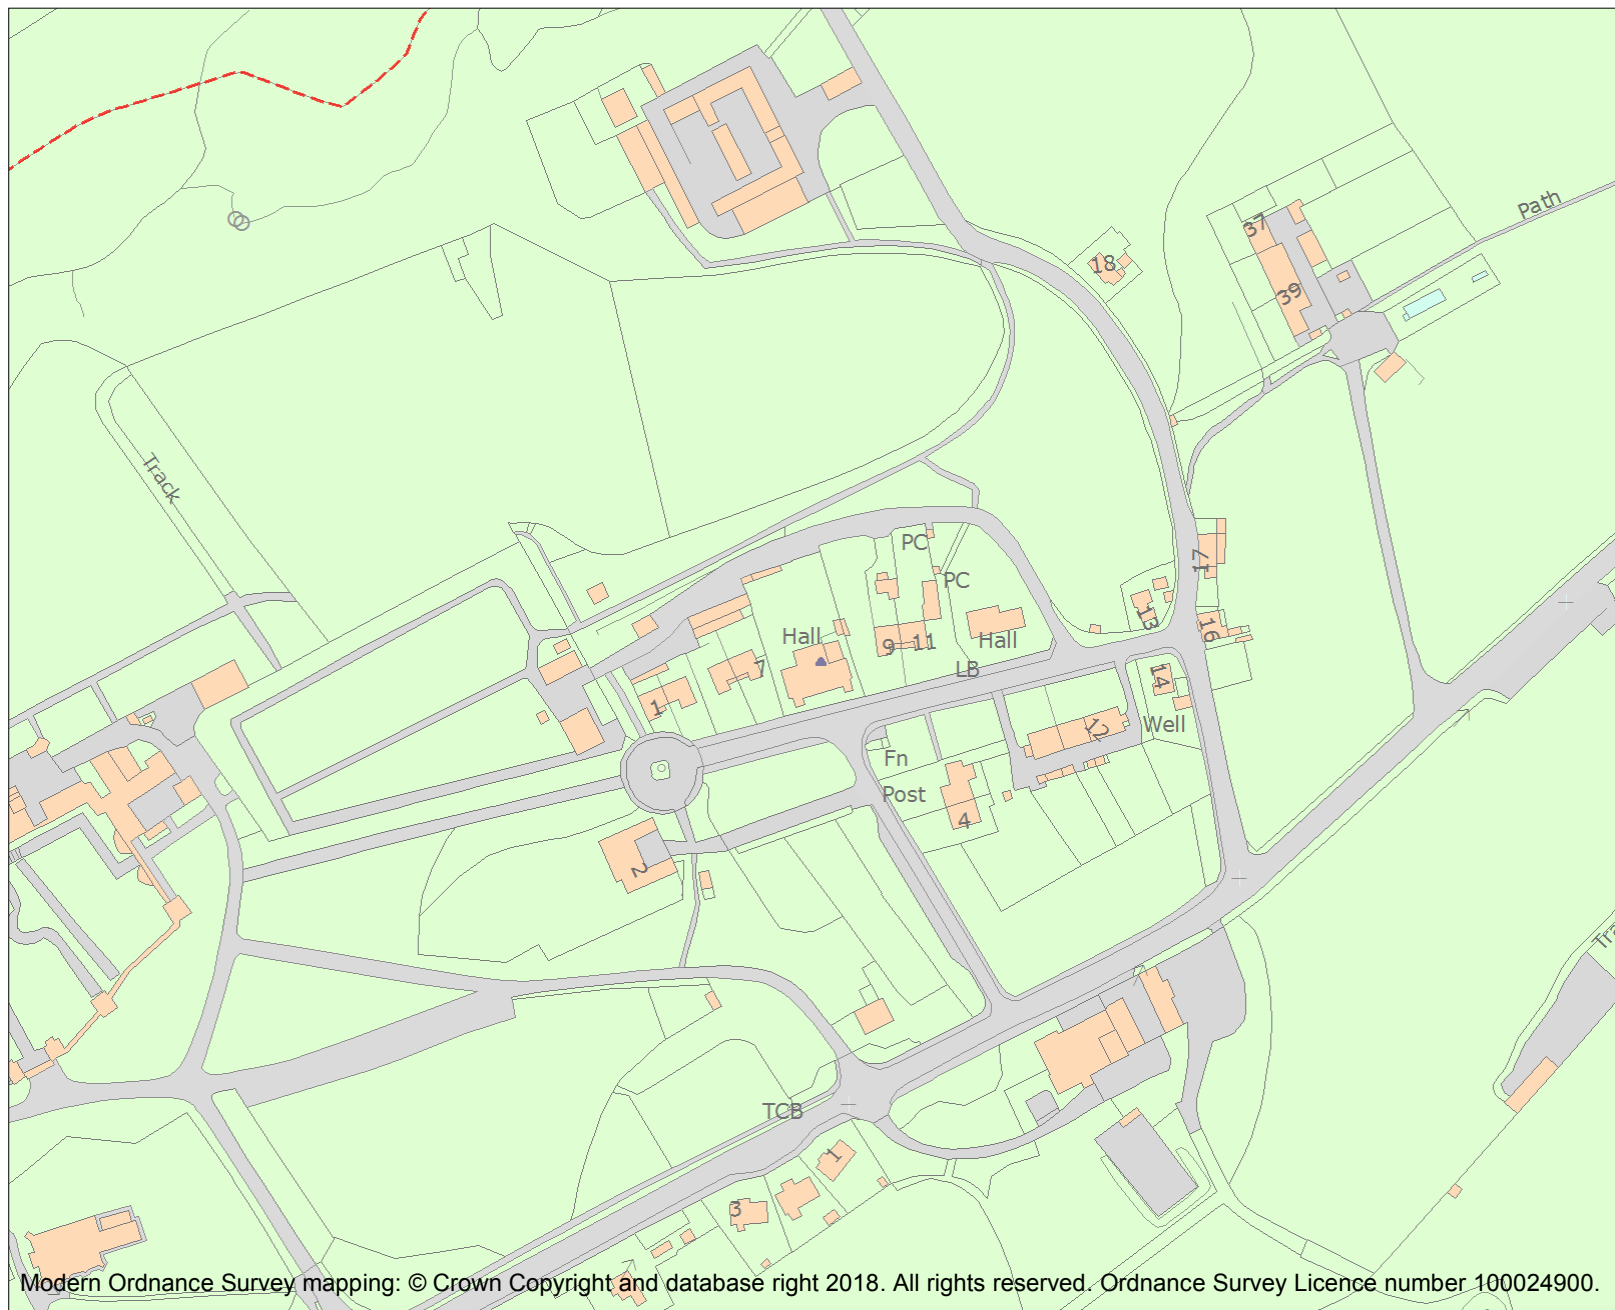 Path
37
18
39
Track
PC
17
PC
13
16
Hall
9
11
Hall
LB
7
14
1
12
Well
Fn
Post
4
2
TCB
1
3
Modern Ordnance Survey mapping: © Crown Copyright and database right 2018. All rights reserved. Ordnance Survey Licence number 100024900.